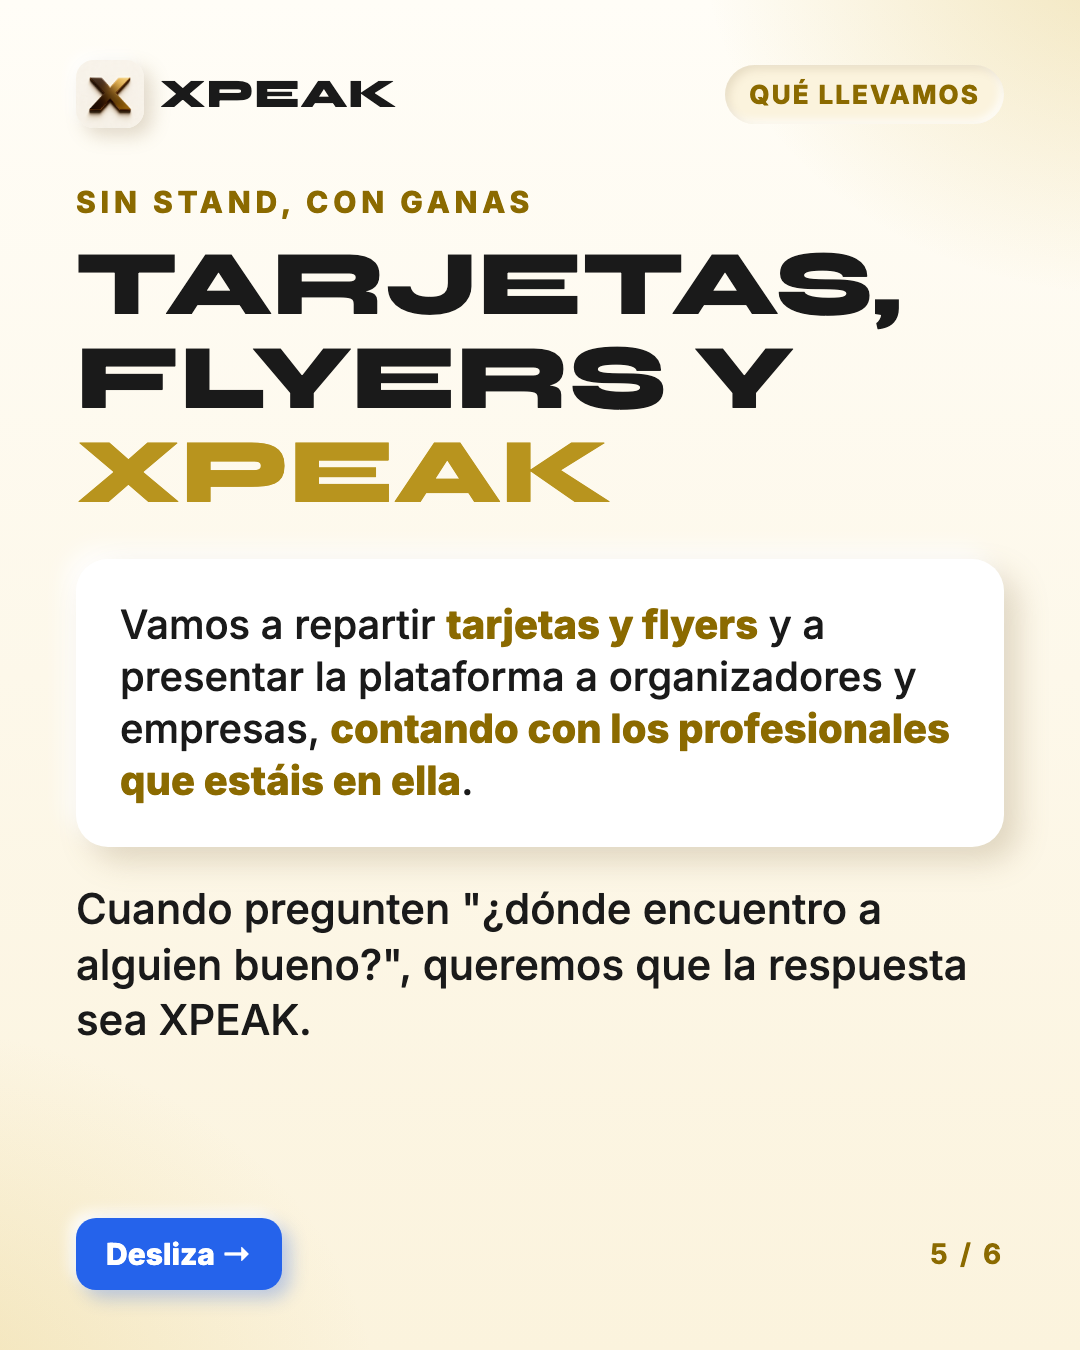 XPEAK
QUÉ LLEVAMOS
SIN STAND, CON GANAS
TARJETAS,
FLYERS Y
XPEAK
Vamos a repartir tarjetas y flyers y a
presentar la plataforma a organizadores y
empresas, contando con los profesionales
que estáis en ella.
Cuando pregunten "¿dónde encuentro a
alguien bueno?", queremos que la respuesta
sea XPEAK.
Desliza →
5 / 6